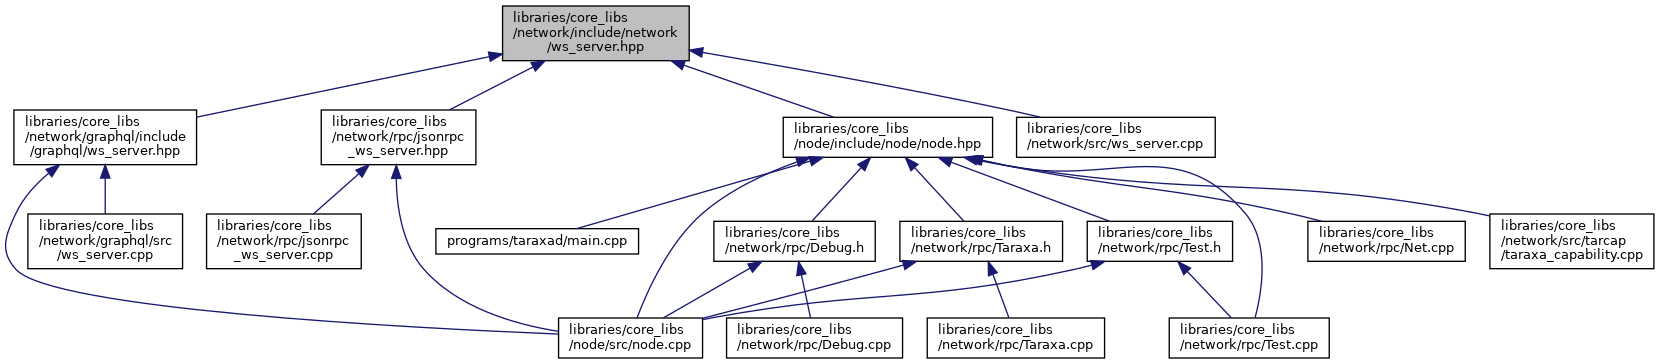 libraries/core_libs
/network/include/network
/ws_server.hpp
libraries/core_libs
/network/graphql/include
/graphql/ws_server.hpp
libraries/core_libs
/network/rpc/jsonrpc
_ws_server.hpp
libraries/core_libs
/node/include/node/node.hpp
libraries/core_libs
/network/src/ws_server.cpp
libraries/core_libs
/network/graphql/src
/ws_server.cpp
libraries/core_libs
/network/rpc/jsonrpc
_ws_server.cpp
programs/taraxad/main.cpp
libraries/core_libs
/network/rpc/Debug.h
libraries/core_libs
/network/rpc/Taraxa.h
libraries/core_libs
/network/rpc/Test.h
libraries/core_libs
/network/rpc/Net.cpp
libraries/core_libs
/network/src/tarcap
/taraxa_capability.cpp
libraries/core_libs
/node/src/node.cpp
libraries/core_libs
/network/rpc/Debug.cpp
libraries/core_libs
/network/rpc/Taraxa.cpp
libraries/core_libs
/network/rpc/Test.cpp